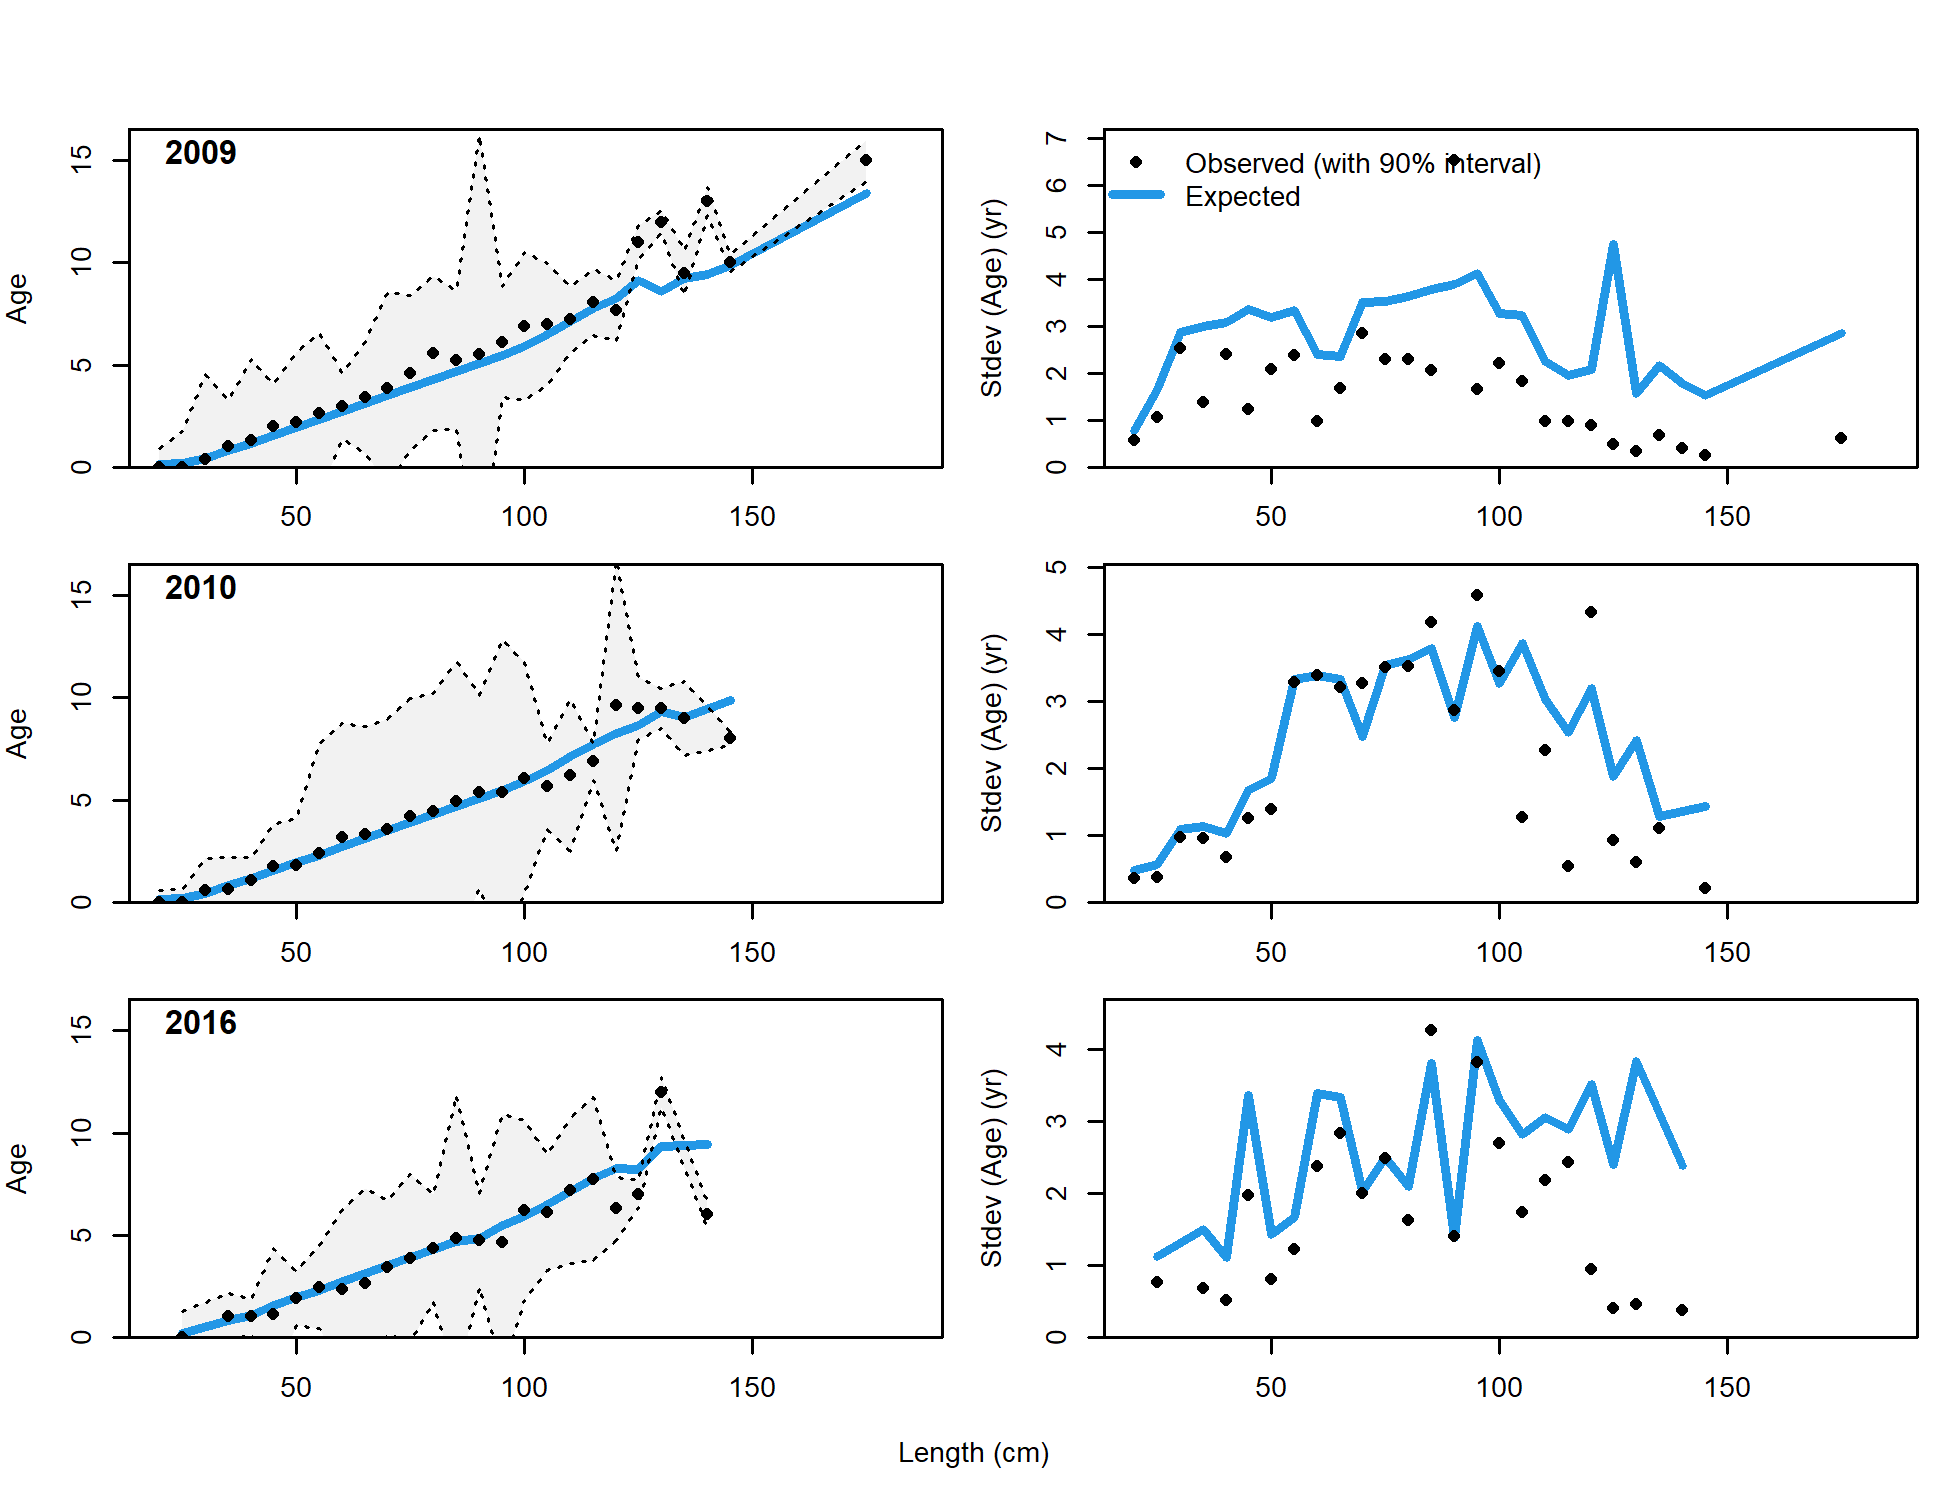 2009
Age
0 5 10 15
50 100 150
Observed (with 90% interval)
Expected
Stdev (Age) (yr)
0 1 2 3 4 5 6 7
50 100 150
2010
Age
0 5 10 15
50 100 150
Stdev (Age) (yr)
0 1 2 3 4 5
50 100 150
2016
Age
0 5 10 15
50 100 150
Stdev (Age) (yr)
0 1 2 3 4
50 100 150
Length (cm)